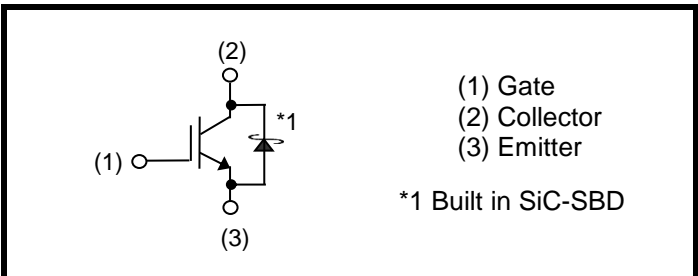 (2)
*1
(1)
(3)
(1) Gate
(2) Collector
(3) Emitter
*1 Built in SiC-SBD